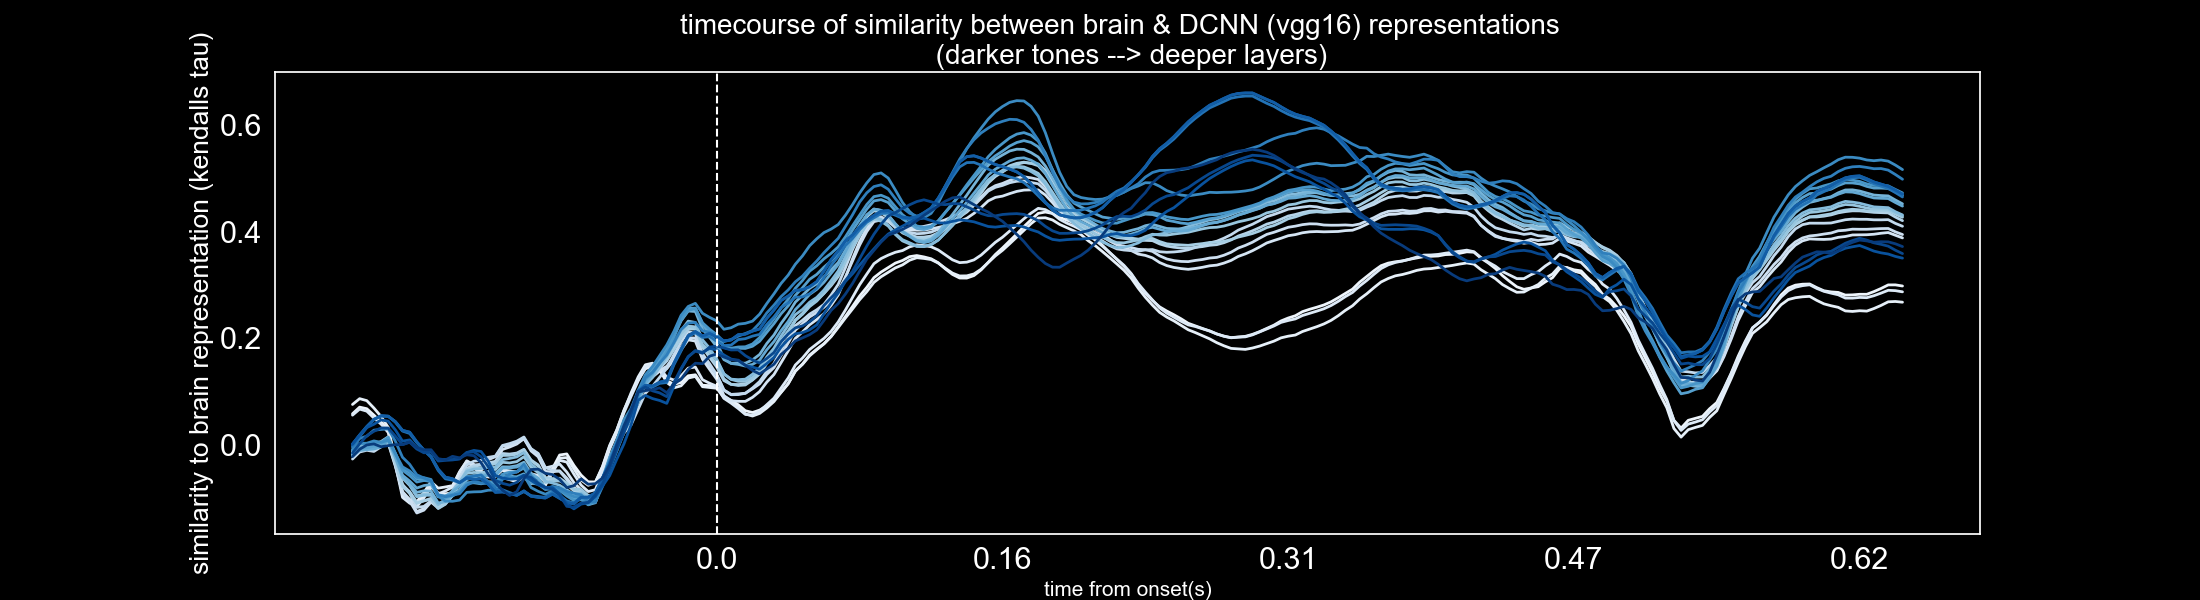 timecourse of similarity between brain & DCNN (vgg16) representations
(darker tones --> deeper layers)
similarity to brain representation (kendalls tau)
0.6
0.4
0.2
0.0
0.0
0.16
0.31
0.47
0.62
time from onset(s)